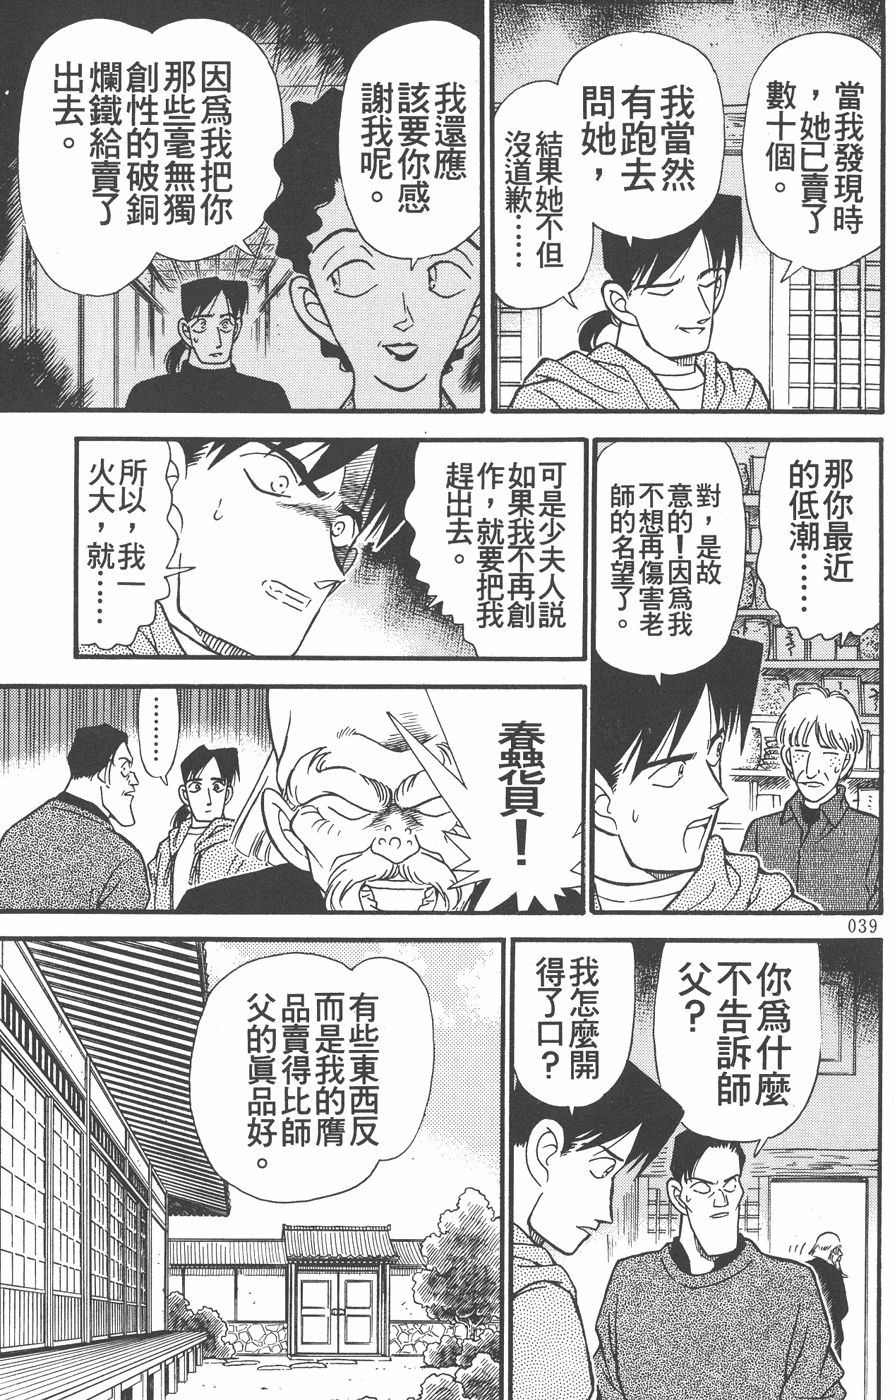 當我發現時
，她已賣了
數十個。
我當然
有跑去
問她，
結果她不但
沒道歉……
我還應
該要你感
謝我呢。
因爲我把你
那些毫無獨
創性的破銅
爛鐵給賣了
出去。
那你最近
的低潮……
對，是故
意的！因爲我
不想再傷害老
師的名望了。
可是少夫人説
如果我不再創
作，就要把我
趕出去。
所以，我一
火大，就……
蠢貨！
……
039
你爲什麼
不告訴師
父？
我怎麼開
得了口？
有些東西反
而是我的贋
品賣得比師
父的眞品好。